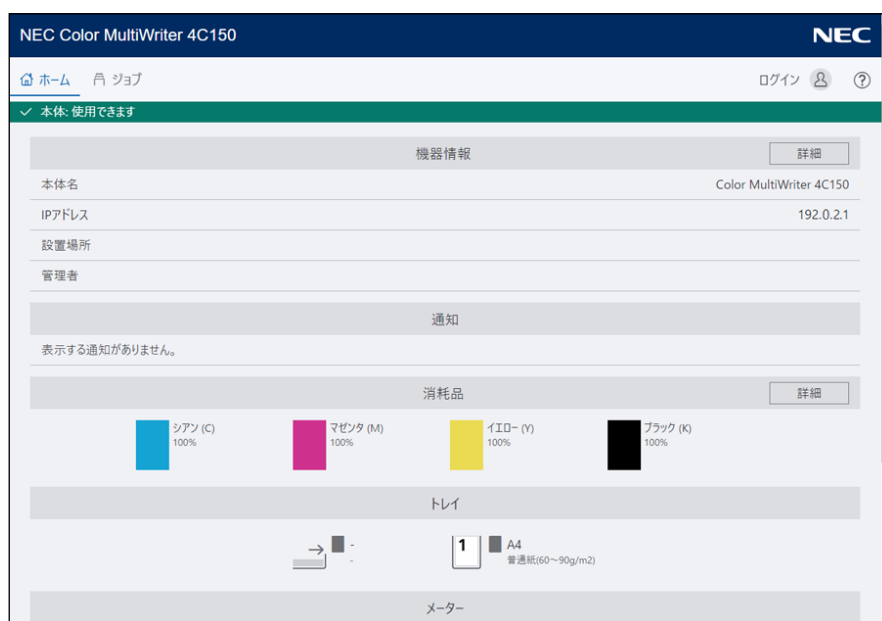 NEC Color MultiWriter 4C150
NEC
ホーム ジョブ ログイン ?
本体: 使用できます
機器情報 詳細
本体名 Color MultiWriter 4C150
IPアドレス 192.0.2.1
設置場所
管理者
通知
表示する通知がありません。
消耗品 詳細
シアン (C) マゼンタ (M) イエロー (Y) ブラック (K)
100% 100% 100% 100%
トレイ
- 1 A4
- 普通紙(60～90g/m2)
メーター